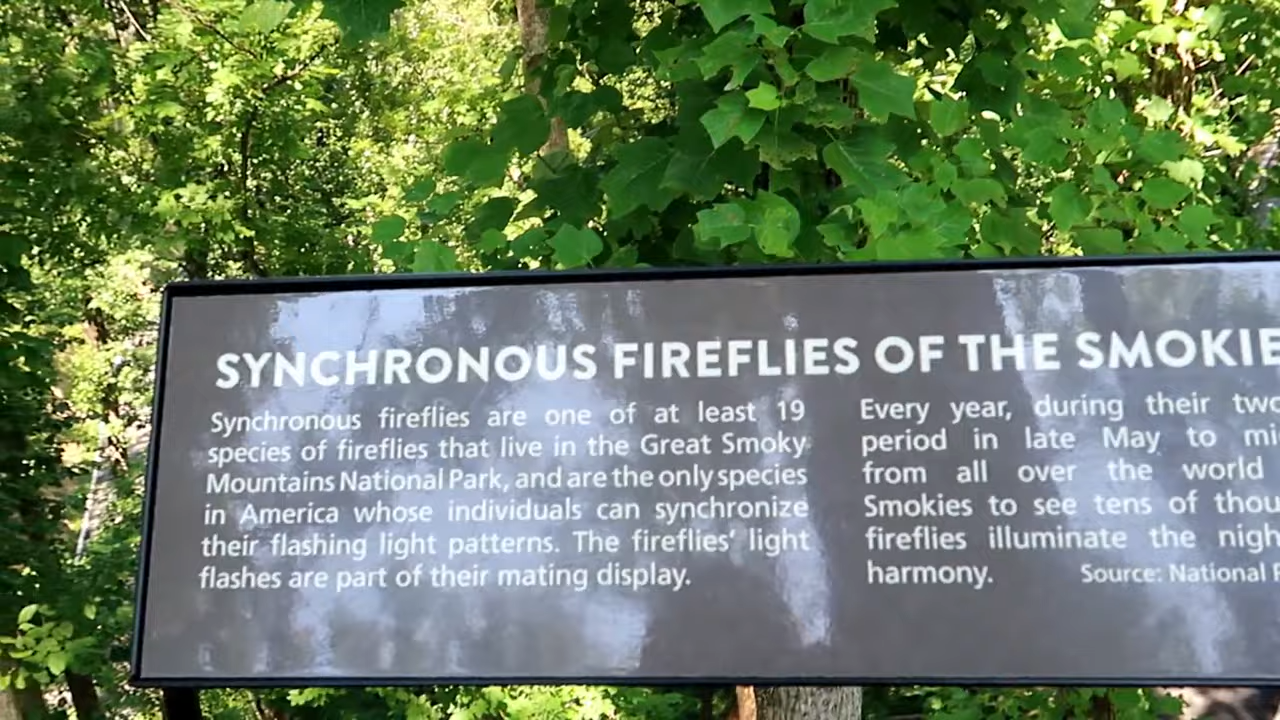 SYNCHRONOUS FIREFLIES OF THE SMOKIE
Synchronous fireflies are one of at least 19
species of fireflies that live in the Great Smoky
Mountains National Park, and are the only species
in America whose individuals can synchronize
their flashing light patterns. The fireflies' light
flashes are part of their mating display.
Every year, during their two
period in late May to mi
from all over the world
Smokies to see tens of thou
fireflies illuminate the nigh
harmony. Source: National P